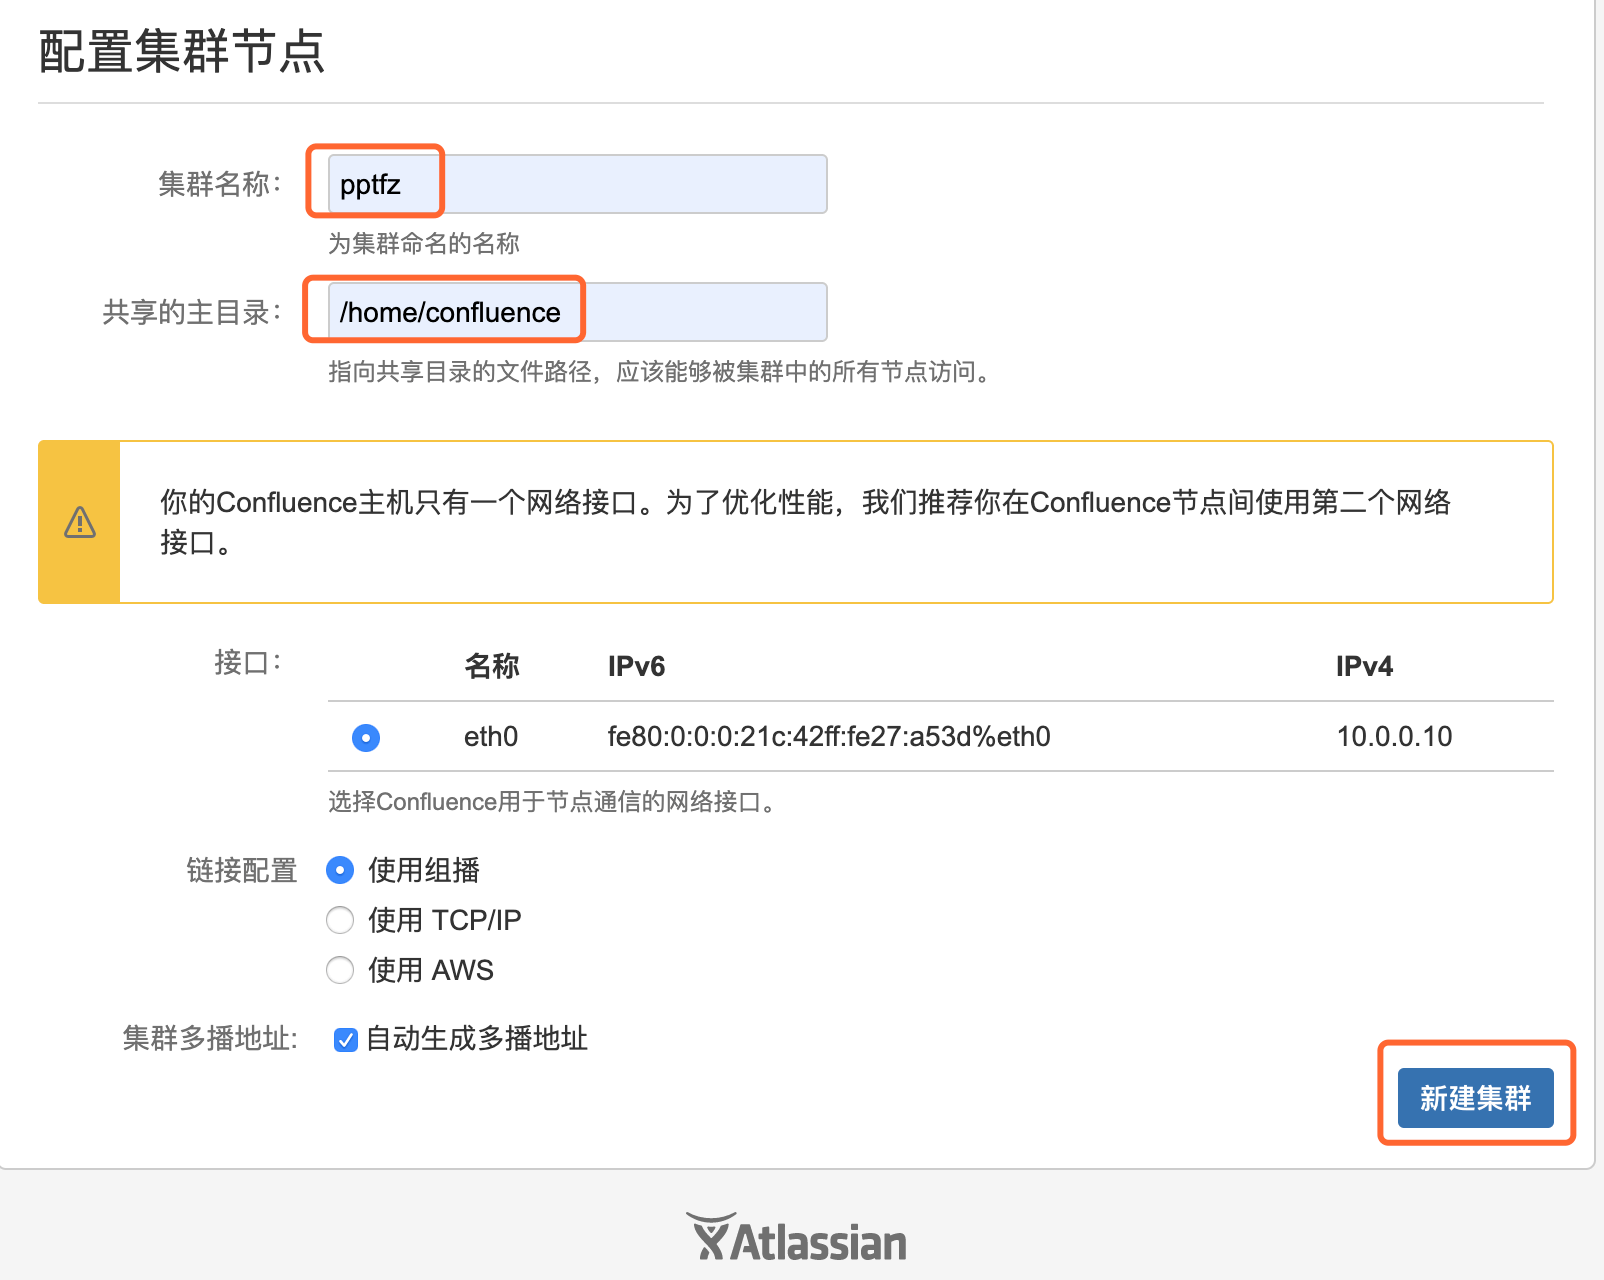 配置集群节点
集群名称：
pptfz
为集群命名的名称
共享的主目录：
/home/confluence
指向共享目录的文件路径，应该能够被集群中的所有节点访问。
你的Confluence主机只有一个网络接口。为了优化性能，我们推荐你在Confluence节点间使用第二个网络
接口。
接口：
名称 IPv6 IPv4
eth0 fe80:0:0:0:21c:42ff:fe27:a53d%eth0 10.0.0.10
选择Confluence用于节点通信的网络接口。
链接配置
使用组播
使用 TCP/IP
使用 AWS
集群多播地址:
自动生成多播地址
新建集群
Atlassian